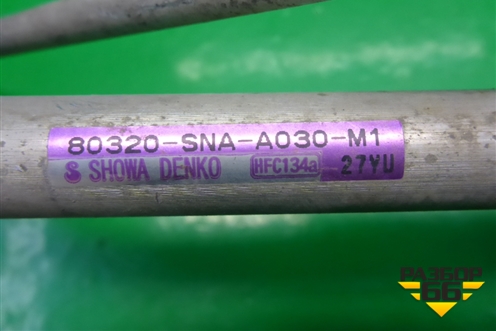 80320-SNA-A030-M1
S SHOWA DENKO HFC134a 27YU
РАЗБОР
66